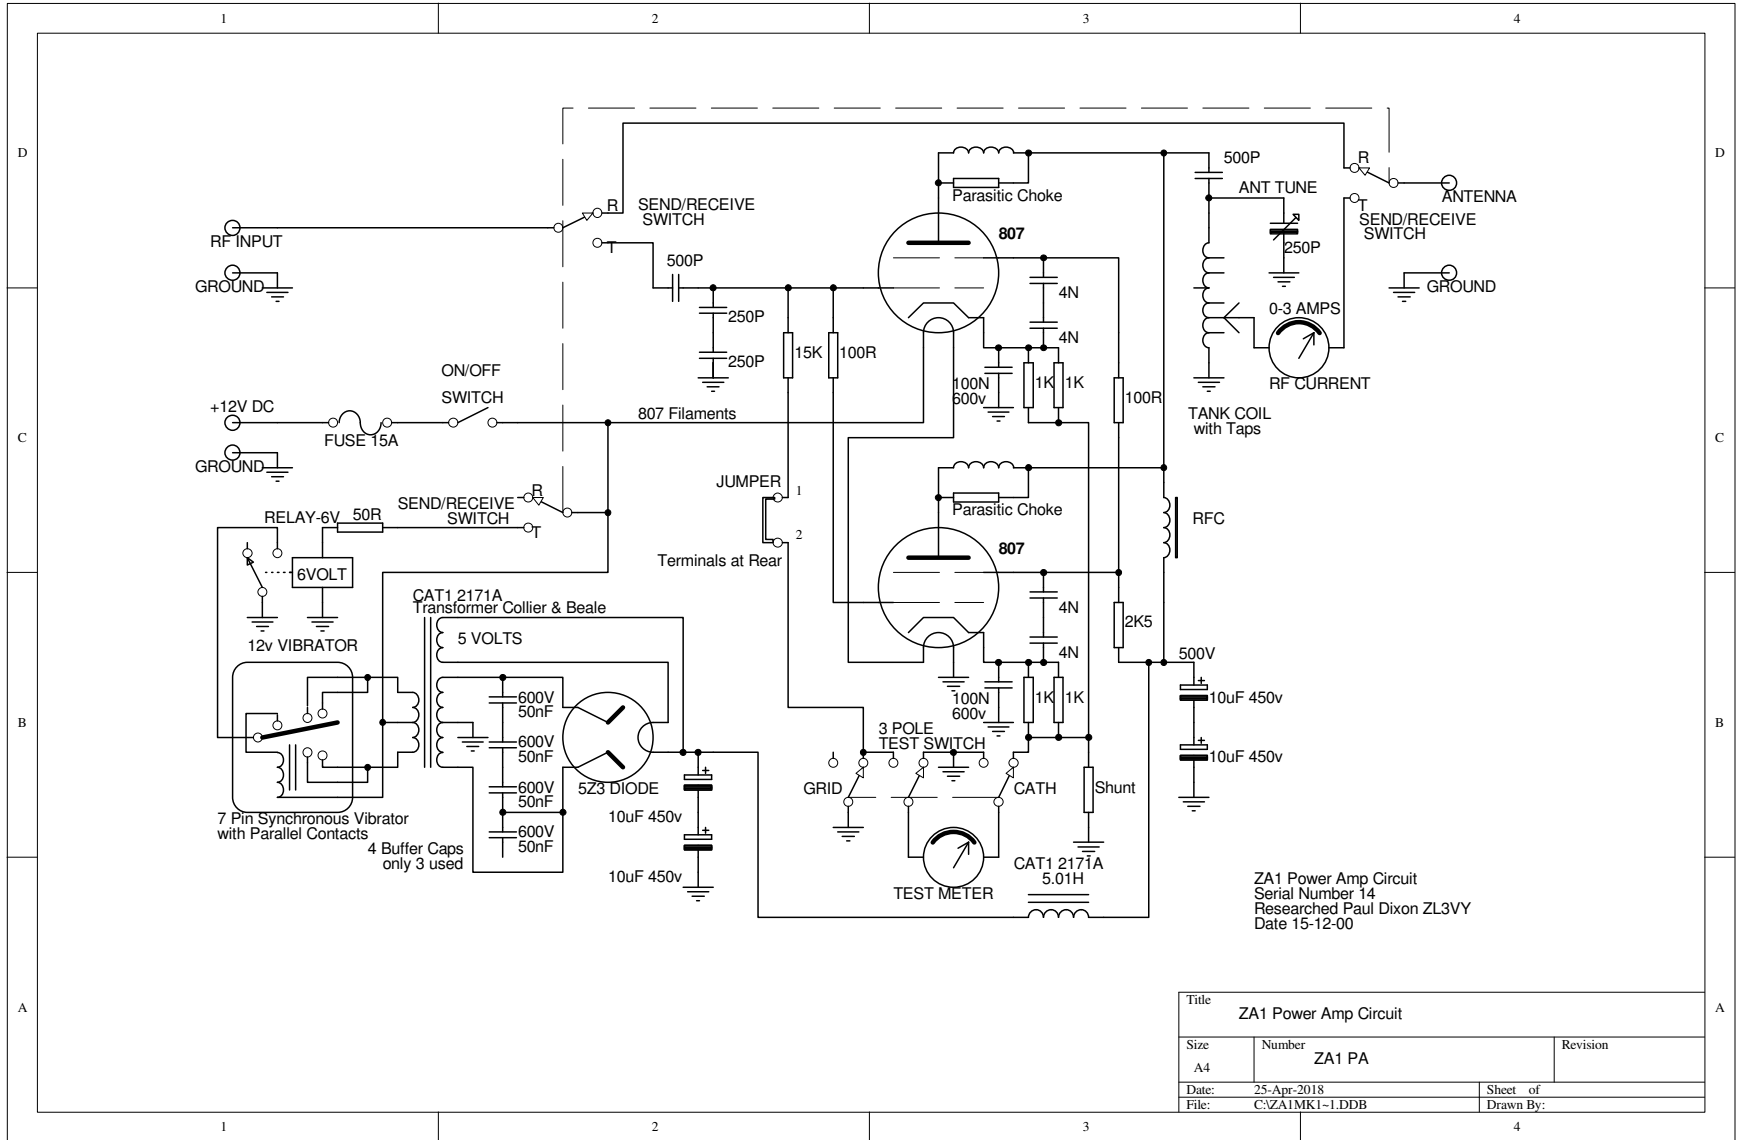 1
2
3
4
D
D
C
C
B
B
A
A
500P
R
ANT TUNE
Parasitic Choke
ANTENNA
R
SEND/RECEIVE
SWITCH
T
SEND/RECEIVE
SWITCH
807
RF INPUT
T
250P
500P
4N
GROUND
GROUND
250P
0-3 AMPS
4N
15K
100R
250P
ON/OFF
100N
600v
1K
1K
RF CURRENT
SWITCH
100R
+12V DC
807 Filaments
TANK COIL
with Taps
FUSE 15A
GROUND
JUMPER
1
R
SEND/RECEIVE
SWITCH
Parasitic Choke
RELAY-6V
50R
RFC
T
2
807
Terminals at Rear
6VOLT
CAT1 2171A
Transformer Collier & Beale
4N
2K5
5 VOLTS
12v VIBRATOR
4N
500V
600V
50nF
100N
600v
1K
1K
10uF 450v
3 POLE
TEST SWITCH
600V
50nF
10uF 450v
5Z3 DIODE
GRID
CATH
Shunt
600V
50nF
10uF 450v
7 Pin Synchronous Vibrator
with Parallel Contacts
600V
50nF
4 Buffer Caps
only 3 used
CAT1 2171A
5.01H
10uF 450v
TEST METER
ZA1 Power Amp Circuit
Serial Number 14
Researched Paul Dixon ZL3VY
Date 15-12-00
Title
ZA1 Power Amp Circuit
Size
Number
Revision
A4
ZA1 PA
Date:
25-Apr-2018
Sheet of
File:
C:\ZA1MK1~1.DDB
Drawn By:
1
2
3
4